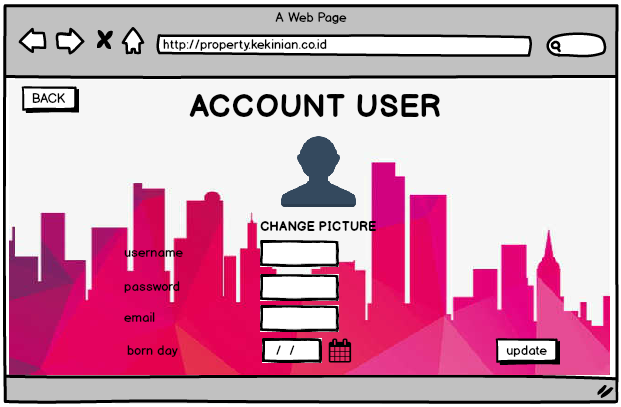 A Web Page
http://property.kekinian.co.id
BACK
ACCOUNT USER
CHANGE PICTURE
username
password
email
born day / /
update